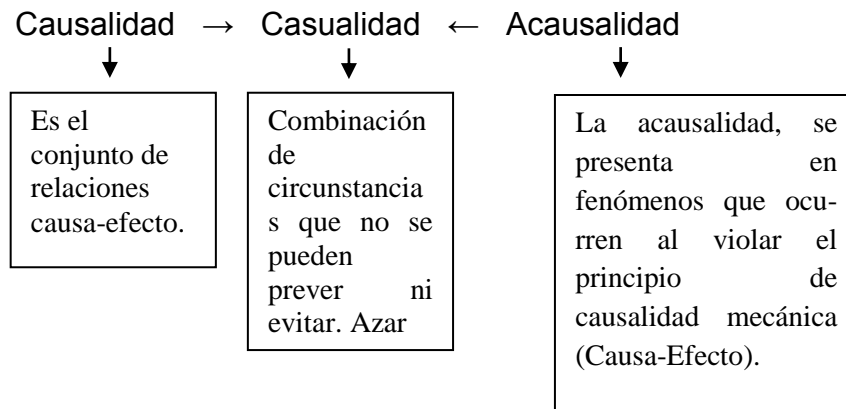 Causalidad → Casualidad ← Acausalidad
Es el
conjunto de
relaciones
causa-efecto.
Combinación
de
circunstancia
s que no se
pueden
prever ni
evitar. Azar
La acausalidad, se
presenta en
fenómenos que ocu-
rren al violar el
principio de
causalidad mecánica
(Causa-Efecto).